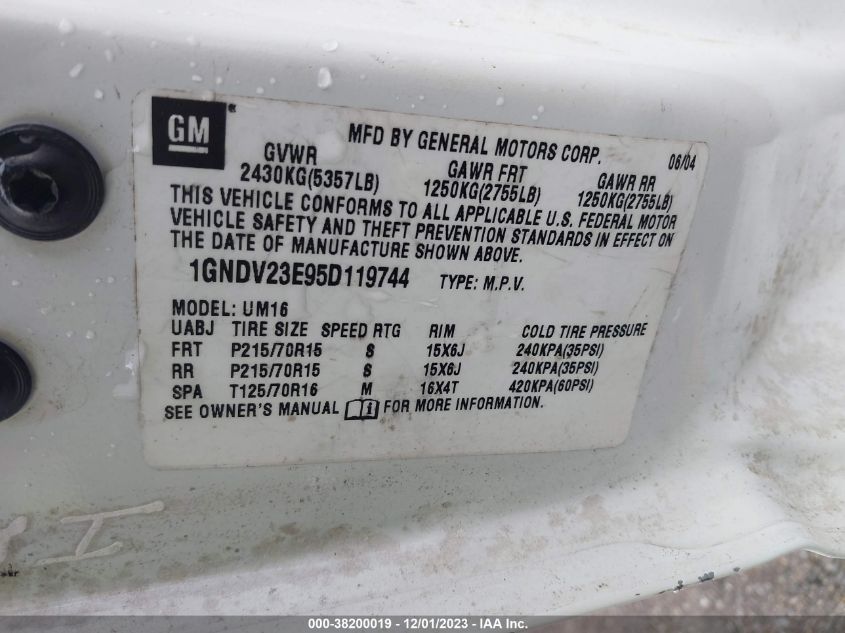 GM
MFD BY GENERAL MOTORS CORP. 06/04
GVWR GAWR FRT GAWR RR
2430KG(5357LB) 1250KG(2755LB) 1250KG(2755LB)
THIS VEHICLE CONFORMS TO ALL APPLICABLE U.S. FEDERAL MOTOR
VEHICLE SAFETY AND THEFT PREVENTION STANDARDS IN EFFECT ON
THE DATE OF MANUFACTURE SHOWN ABOVE.
1GNDV23E95D119744 TYPE: M.P.V.
MODEL: UM16
UABJ TIRE SIZE SPEED RTG RIM COLD TIRE PRESSURE
FRT P215/70R15 S 15X6J 240KPA(35PSI)
RR P215/70R15 S 15X6J 240KPA(35PSI)
SPA T125/70R16 M 16X4T 420KPA(60PSI)
SEE OWNER'S MANUAL FOR MORE INFORMATION.
000-38200019 - 12/01/2023 - IAA Inc.